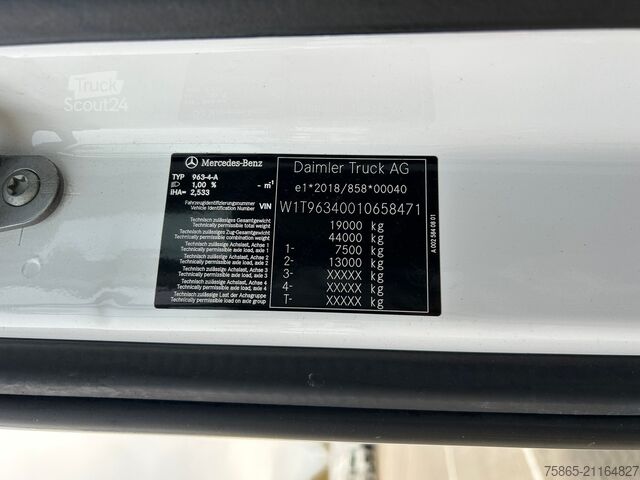 Truck
Scout24
Mercedes-Benz
Daimler Truck AG
TYP 963-4-A
1,00 % - m¹
iHA= 2,533
e1*2018/858*00040
Fahrzeugidentifizierungsnummer
Vehicle Identification Number VIN W1T96340010658471
Technisch zulässiges Gesamtgewicht
Technically permissible total weight 19000 kg
Technisch zulässiges Zug-Gesamtgewicht
Technically permissible combination weight 44000 kg
Technisch zulässige Achslast, Achse 1
Technically permissible axle load, axle 1 1- 7500 kg
Technisch zulässige Achslast, Achse 2
Technically permissible axle load, axle 2 2- 13000 kg
Technisch zulässige Achslast, Achse 3
Technically permissible axle load, axle 3 3- XXXXX kg
Technisch zulässige Achslast, Achse 4
Technically permissible axle load, axle 4 4- XXXXX kg
Technisch zulässige Last der Achsgruppe
Technically permissible load on axle group T- XXXXX kg
75865-21164827